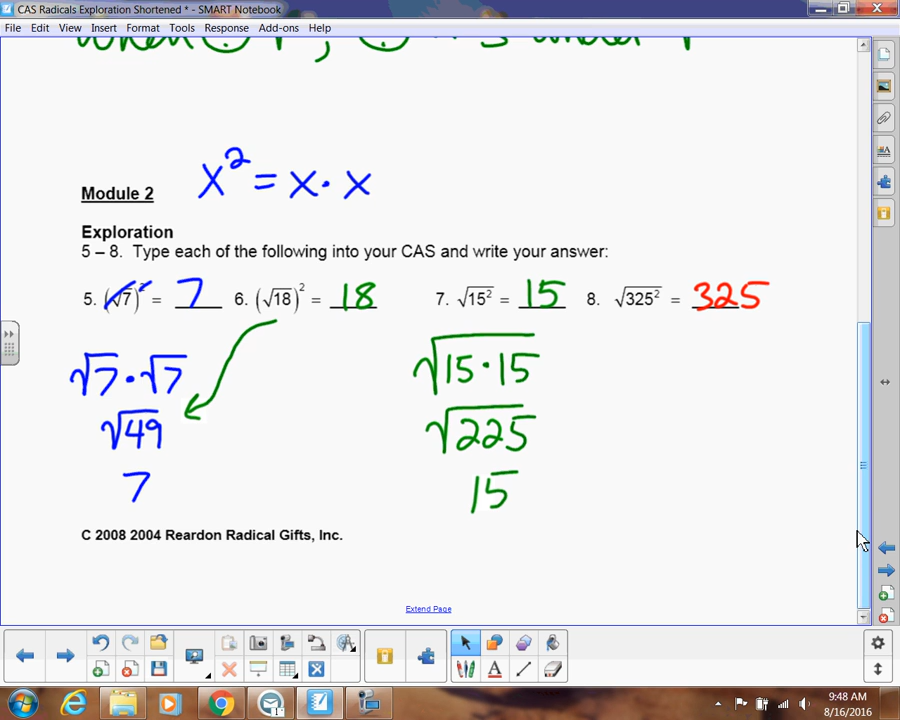 CAS Radicals Exploration Shortened * - SMART Notebook
File Edit View Insert Format Tools Response Add-ons Help
x² = x · x
Module 2
Exploration
5 – 8. Type each of the following into your CAS and write your answer:
5. (√7)² = 7 6. (√18)² = 18 7. √15² = 15 8. √325² = 325
√7 · √7 √15 · 15
√49 √225
7 15
C 2008 2004 Reardon Radical Gifts, Inc.
Extend Page
9:48 AM
8/16/2016